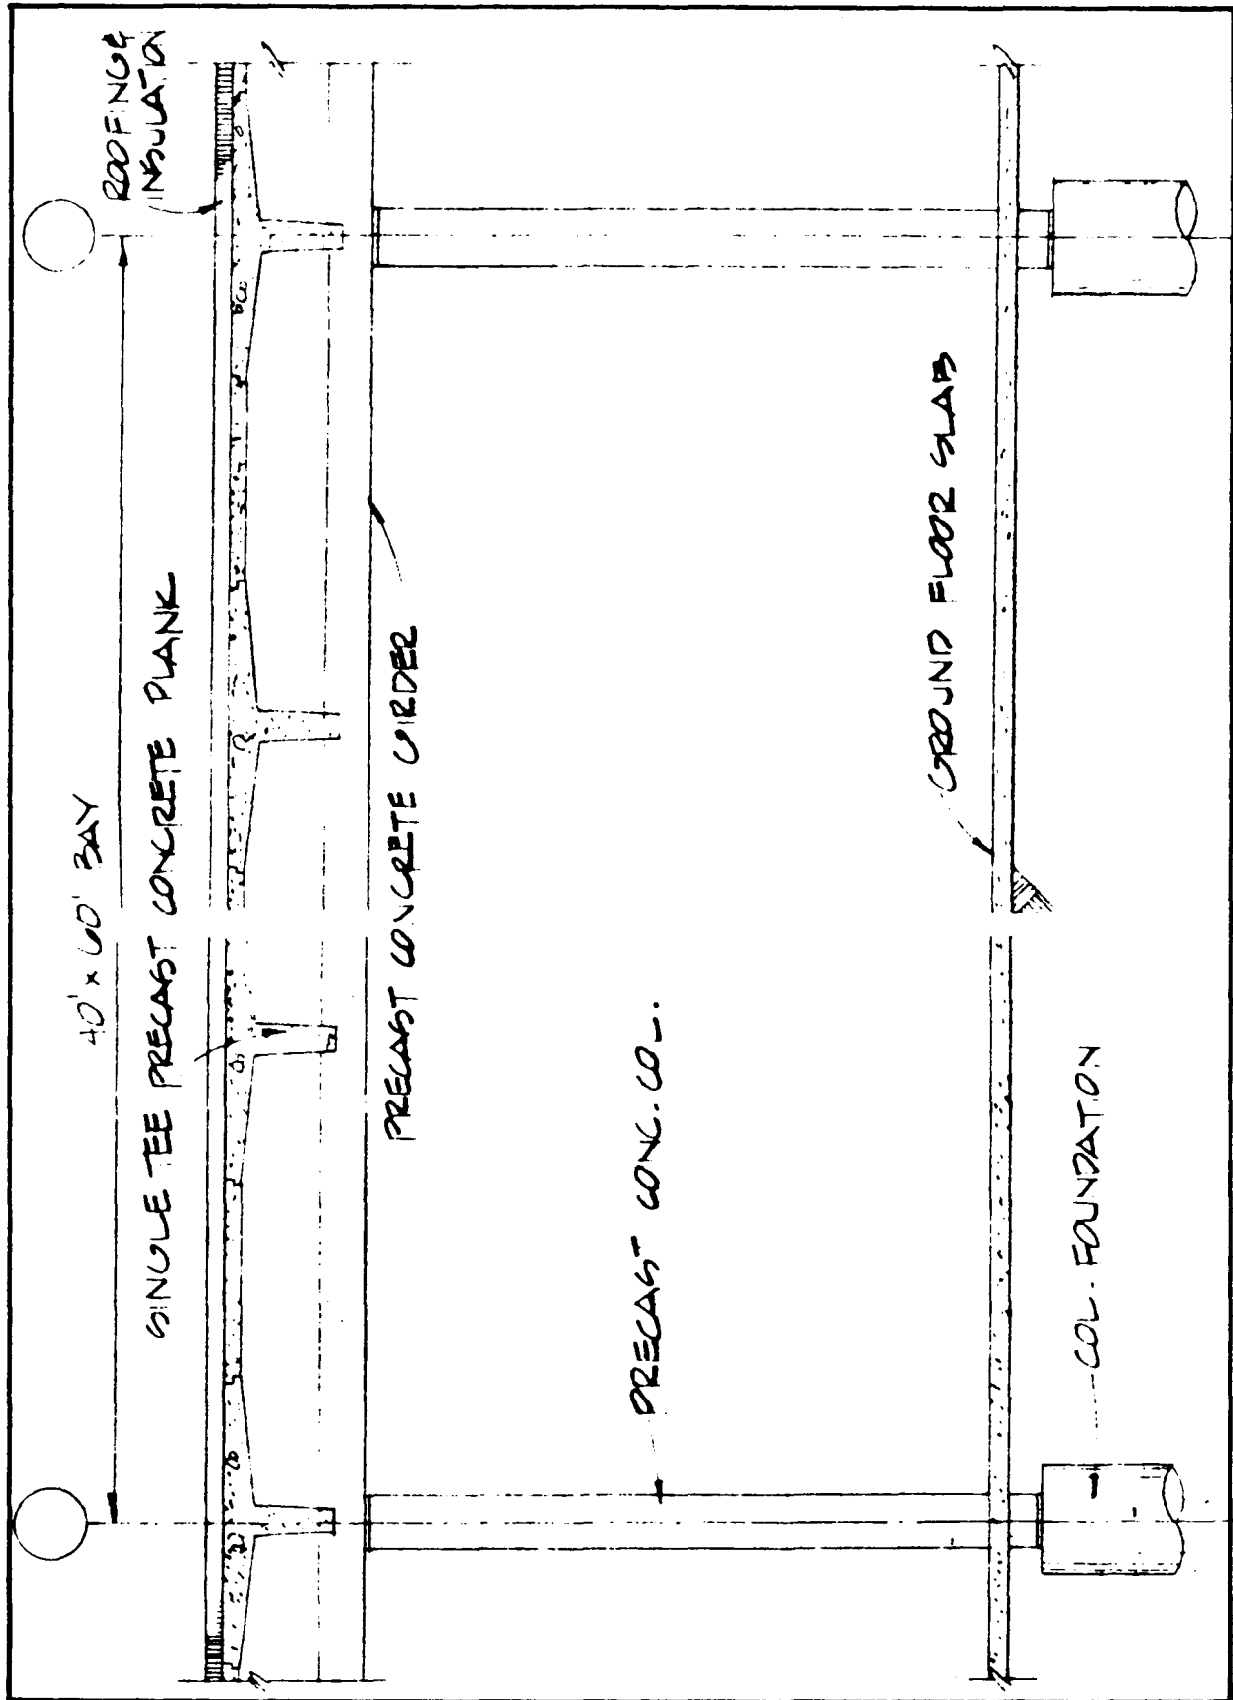 ROOFING &
INSULATION
40' x 60' BAY
SINGLE TEE PRECAST CONCRETE PLANK
PRECAST CONCRETE GIRDER
PRECAST CONC. COL.
GROUND FLOOR SLAB
COL. FOUNDATION